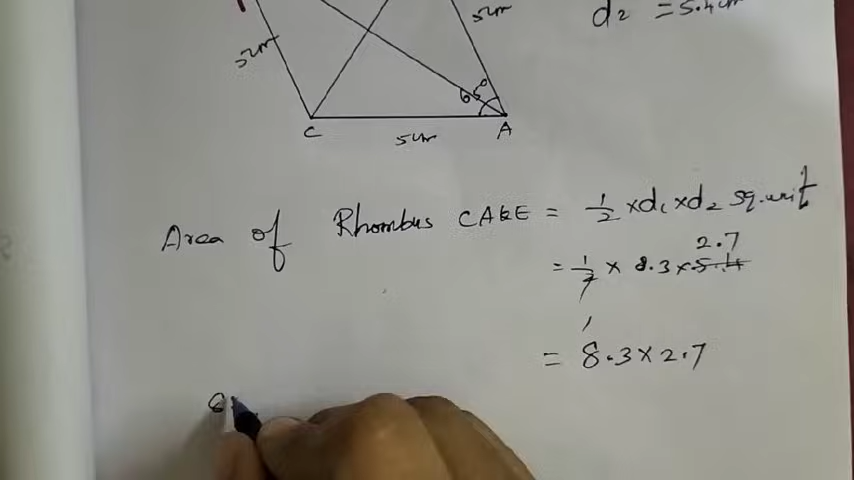 5cm
d2 = 5.4cm
5cm
65°
C
5cm
A
Area of Rhombus CAKE = 1/2 × d1 × d2 sq.unit
2.7
= 1/2 × 8.3 × 5.4
1
= 8.3 × 2.7
8.